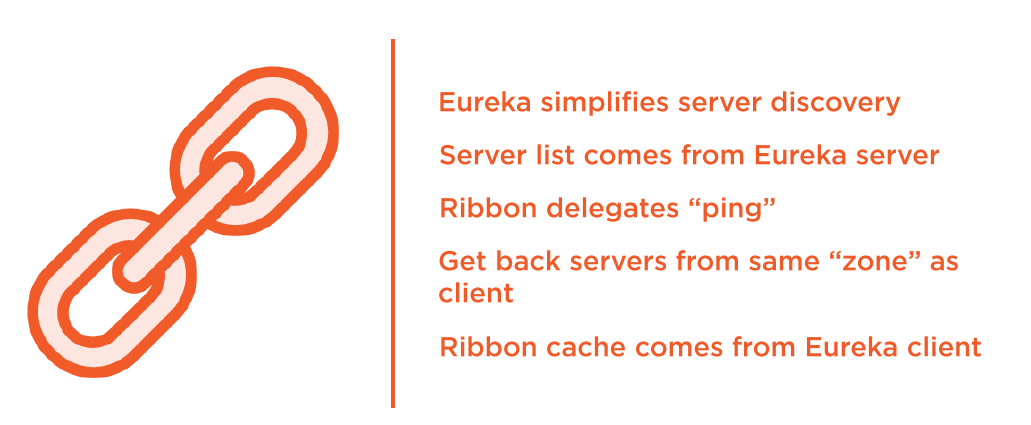 Eureka simplifies server discovery
Server list comes from Eureka server
Ribbon delegates “ping”
Get back servers from same “zone” as
client
Ribbon cache comes from Eureka client